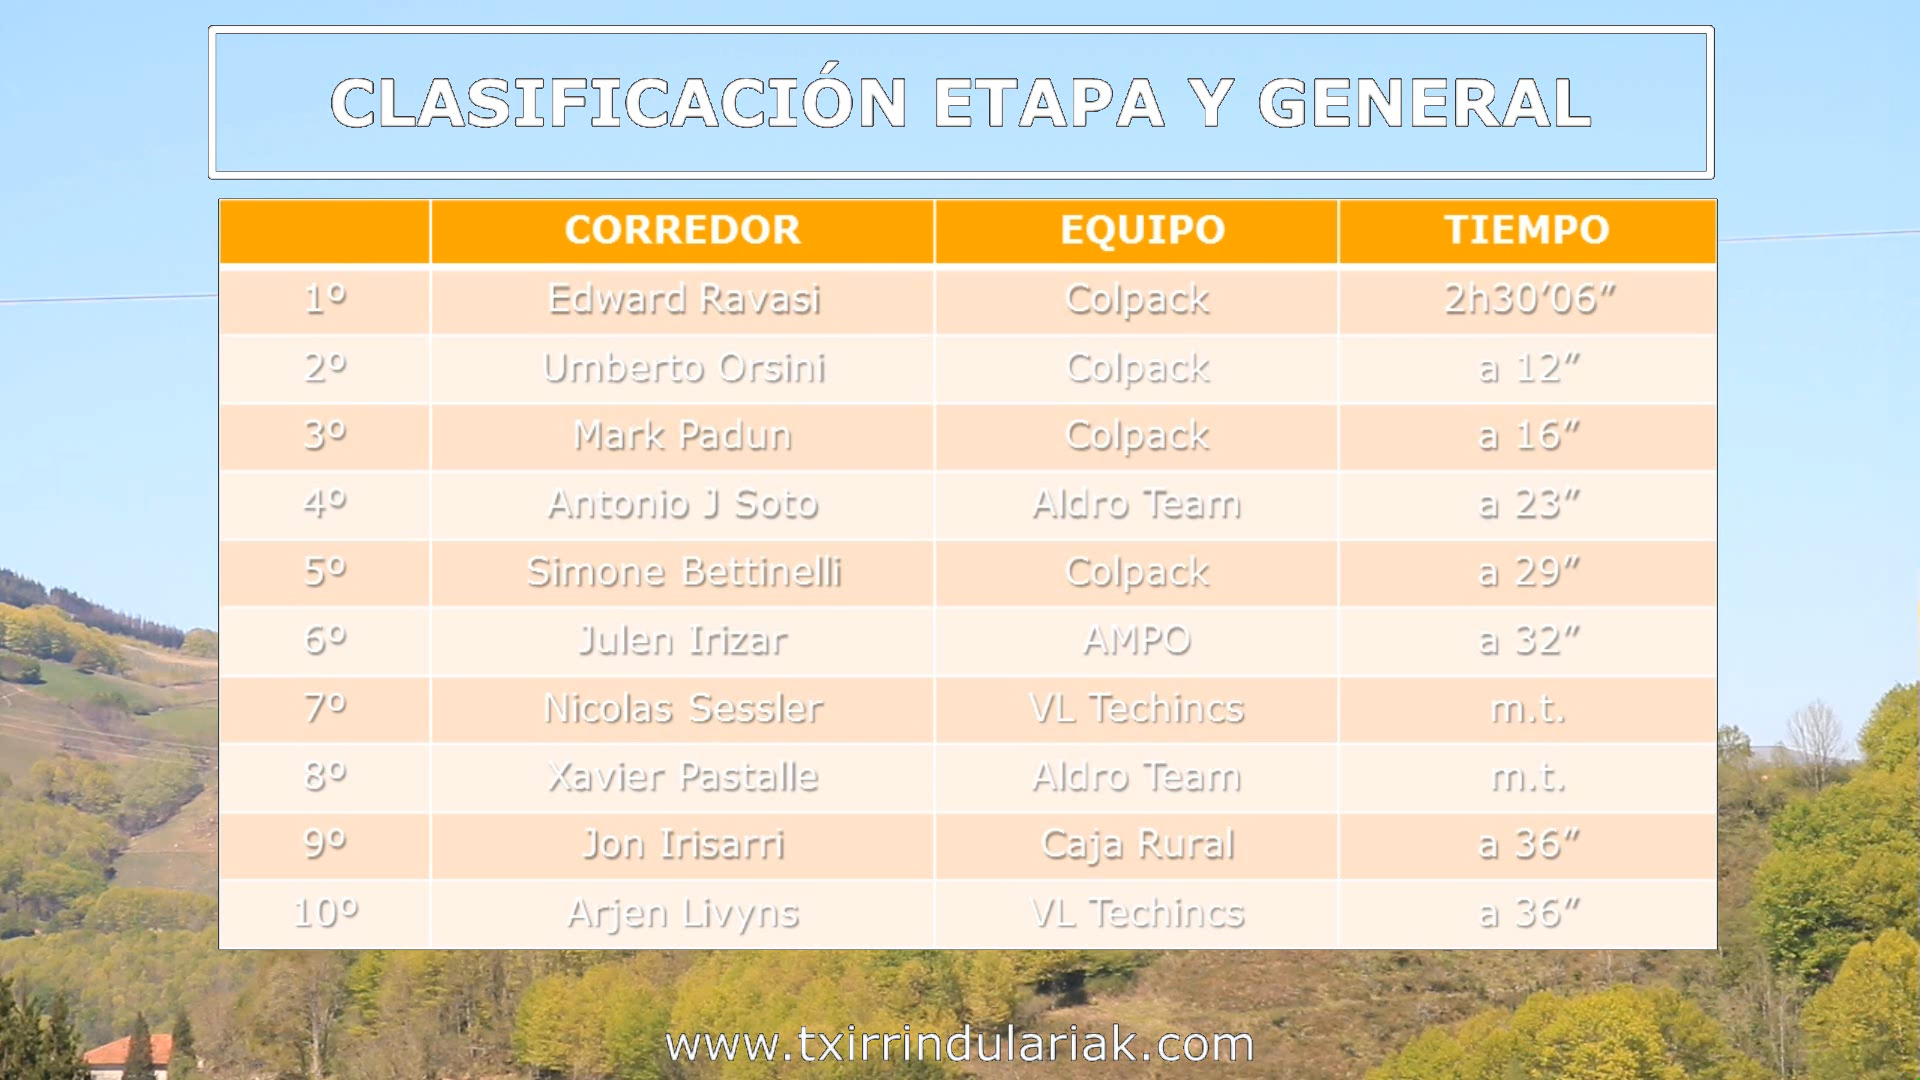 CLASIFICACIÓN ETAPA Y GENERAL
CORREDOR EQUIPO TIEMPO
1º Edward Ravasi Colpack 2h30’06”
2º Umberto Orsini Colpack a 12”
3º Mark Padun Colpack a 16”
4º Antonio J Soto Aldro Team a 23”
5º Simone Bettinelli Colpack a 29”
6º Julen Irizar AMPO a 32”
7º Nicolas Sessler VL Techincs m.t.
8º Xavier Pastalle Aldro Team m.t.
9º Jon Irisarri Caja Rural a 36”
10º Arjen Livyns VL Techincs a 36”
www.txirrindulariak.com